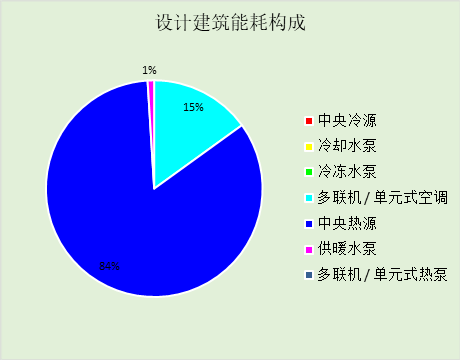 设计建筑能耗构成
1%
15%
84%
中央冷源
冷却水泵
冷冻水泵
多联机/单元式空调
中央热源
供暖水泵
多联机/单元式热泵